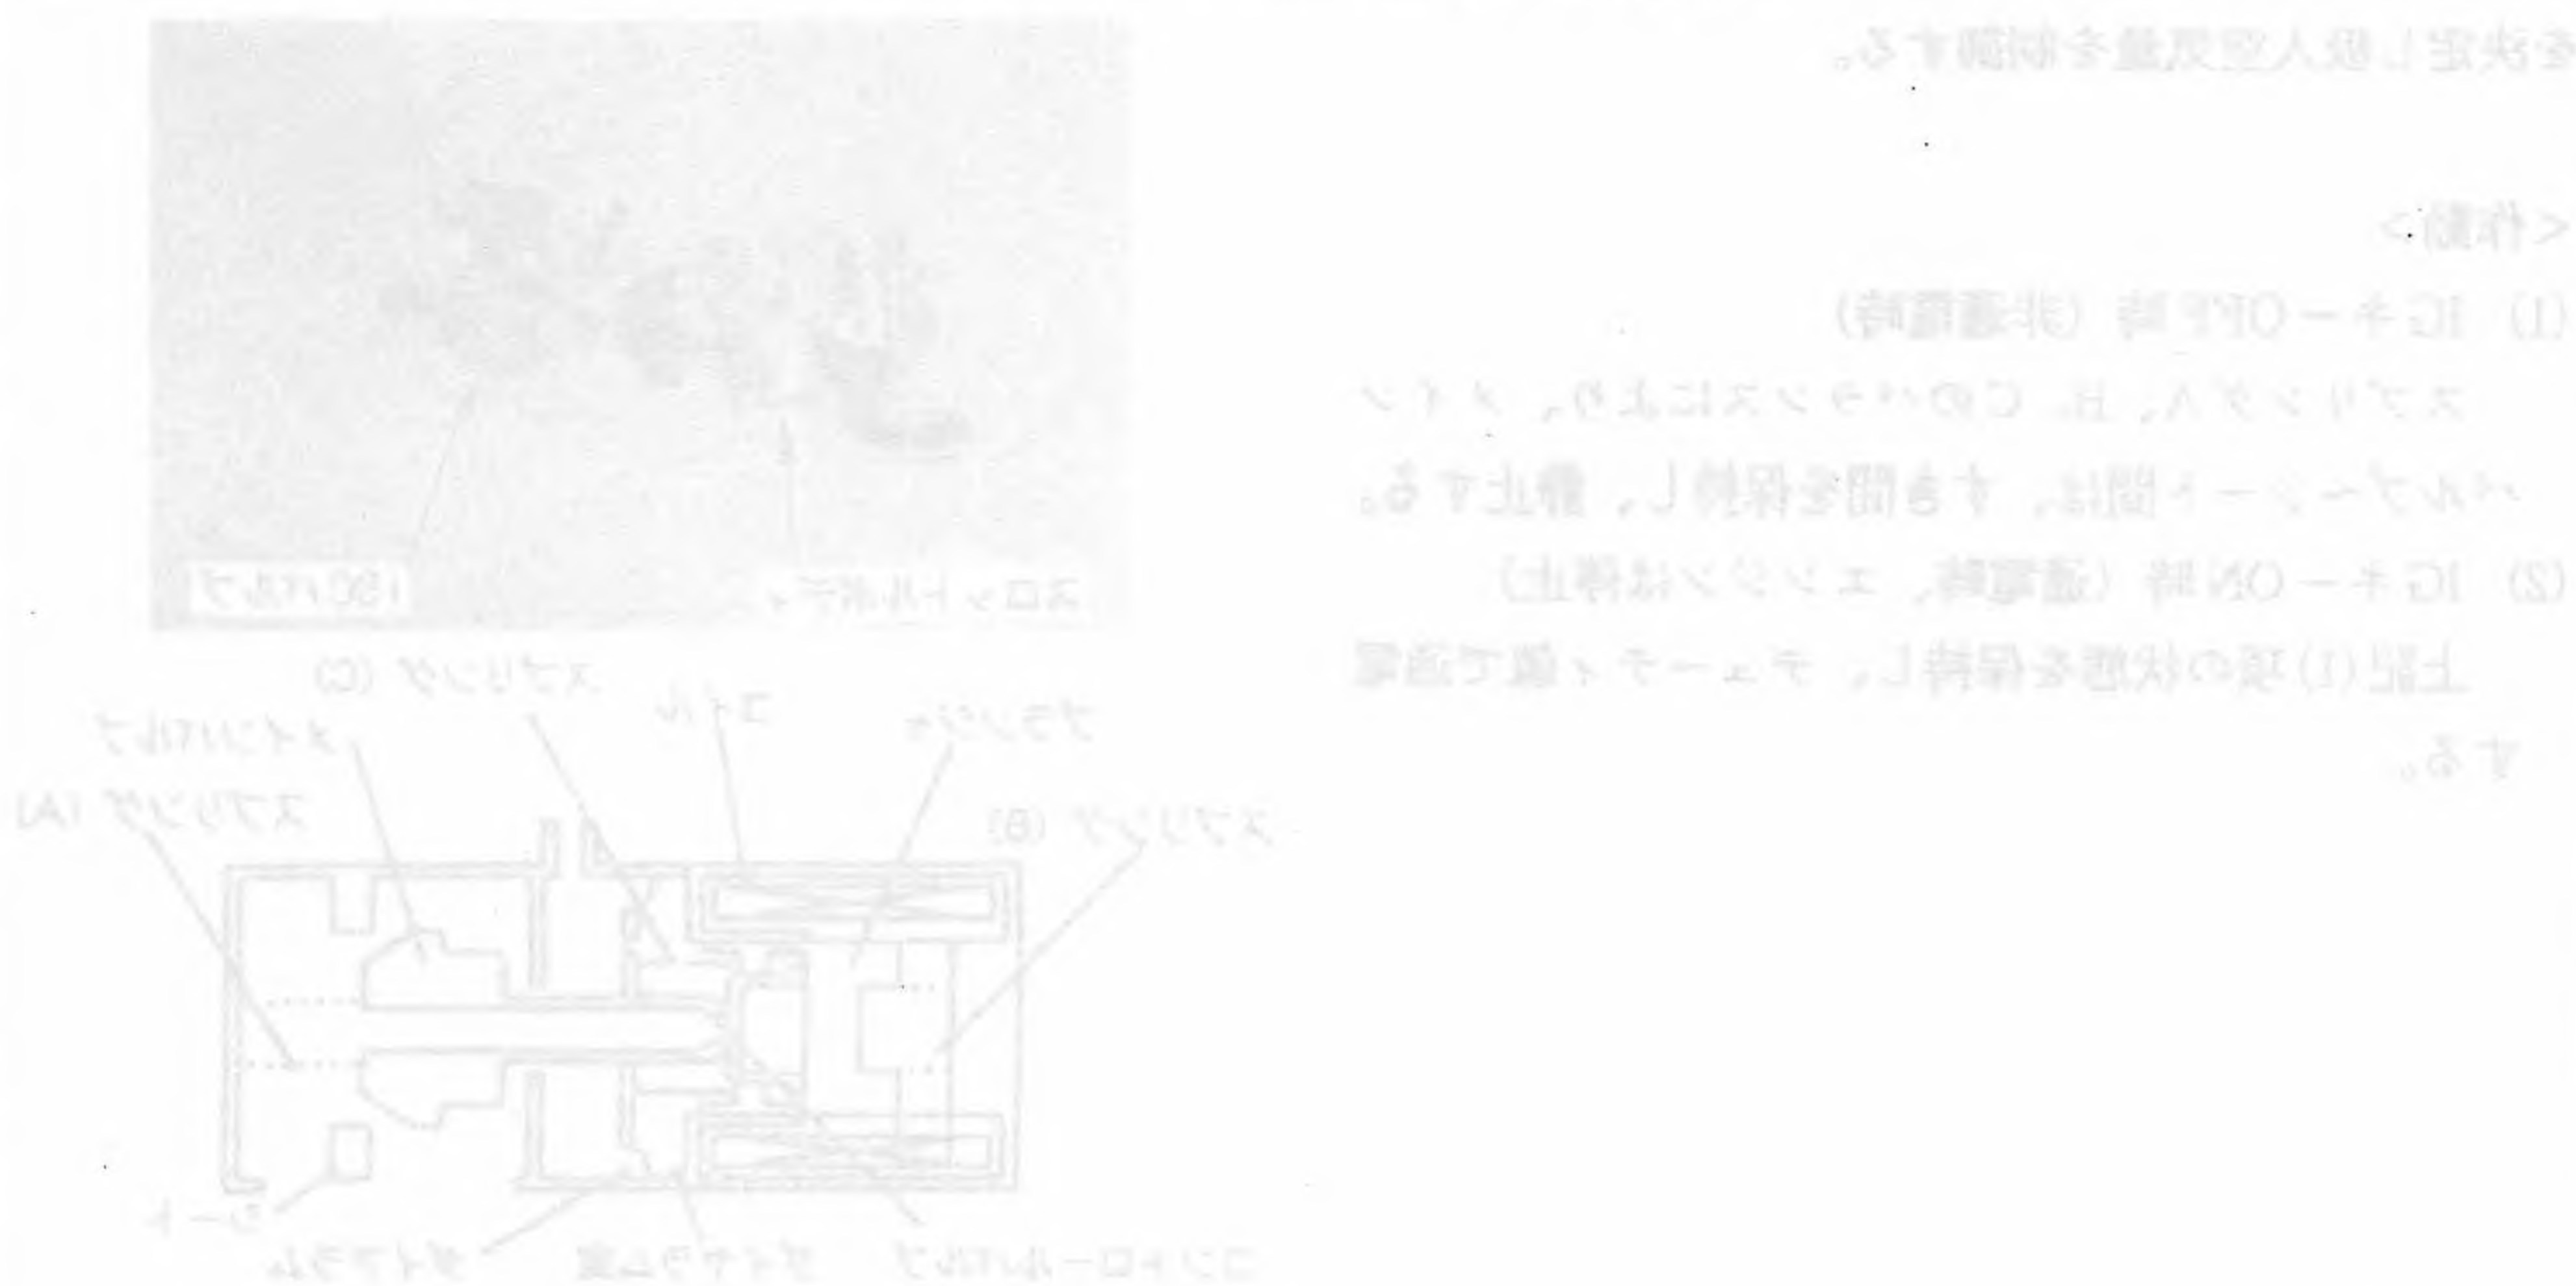 を決定し吸入空気量を制御する。
<作動>
(1) IGキーOFF時(非通電時)
スプリングA、B、Cのバランスにより、メイン
バルブ〜シート間は、すき間を保持し、静止する。
(2) IGキーON時(通電時、エンジンは停止)
上記(1)項の状態を保持し、デューティ値で通電
する。
ISCバルブ
スロットルボディ
スプリング (C)
コイル
プランジャ
メインバルブ
スプリング (A)
スプリング (B)
シート
ダイアフラム
ダイヤフラム室
コントロールバルブ